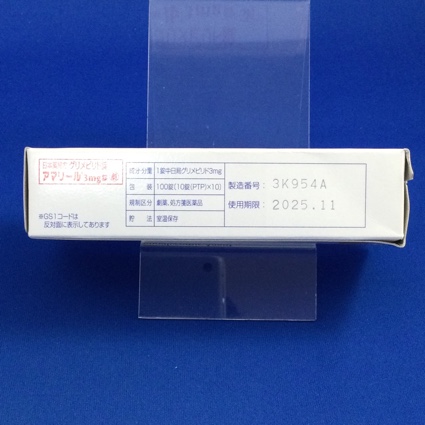 日本薬局方 グリメピリド錠
アマリール3mg錠
※GS1コードは
反対面に表示してあります
成分分量 1錠中日局グリメピリド3mg
包 装 100錠[10錠(PTP)×10]
規制区分 劇薬、処方箋医薬品
貯 法 室温保存
製造番号: 3K954A
使用期限: 2025.11